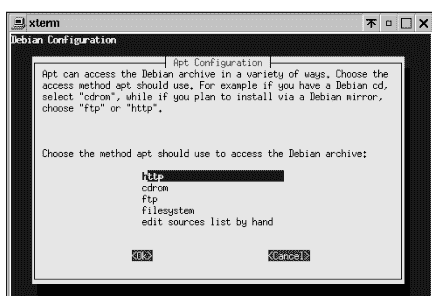 xterm
Debian Configuration
Apt Configuration
Apt can access the Debian archive in a variety of ways. Choose the
access method apt should use. For example if you have a Debian cd,
select "cdrom", while if you plan to install via a Debian mirror,
choose "ftp" or "http".
Choose the method apt should use to access the Debian archive:
http
cdrom
ftp
filesystem
edit sources list by hand
<Ok> <Cancel>